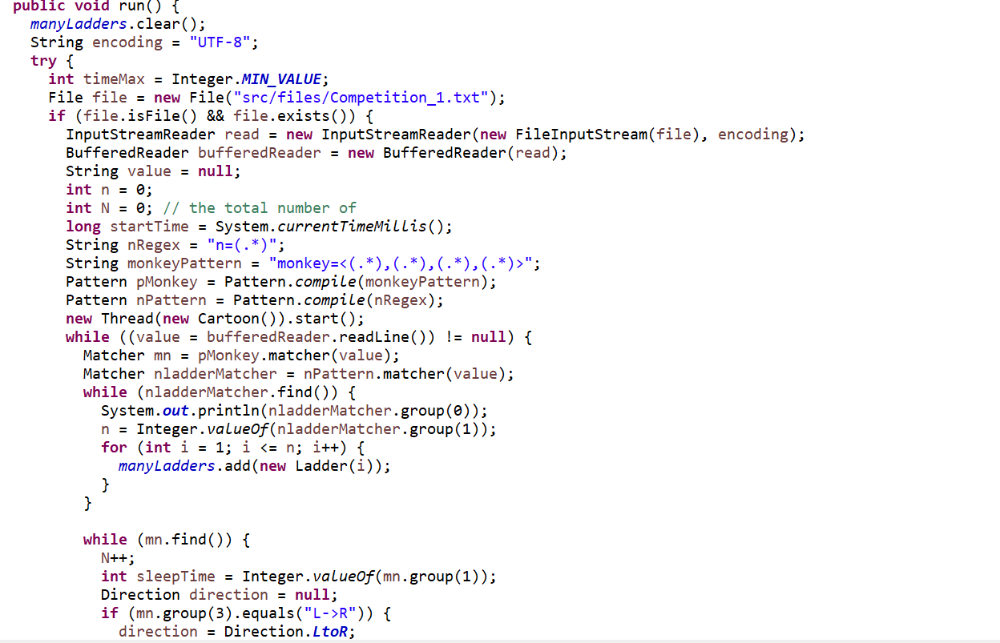 public void run() {
manyLadders.clear();
String encoding = "UTF-8";
try {
int timeMax = Integer.MIN_VALUE;
File file = new File("src/files/Competition_1.txt");
if (file.isFile() && file.exists()) {
InputStreamReader read = new InputStreamReader(new FileInputStream(file), encoding);
BufferedReader bufferedReader = new BufferedReader(read);
String value = null;
int n = 0;
int N = 0; // the total number of
long startTime = System.currentTimeMillis();
String nRegex = "n=(.*)";
String monkeyPattern = "monkey=<(.*),(.*),(.*),(.*)>";
Pattern pMonkey = Pattern.compile(monkeyPattern);
Pattern nPattern = Pattern.compile(nRegex);
new Thread(new Cartoon()).start();
while ((value = bufferedReader.readLine()) != null) {
Matcher mn = pMonkey.matcher(value);
Matcher nladderMatcher = nPattern.matcher(value);
while (nladderMatcher.find()) {
System.out.println(nladderMatcher.group(0));
n = Integer.valueOf(nladderMatcher.group(1));
for (int i = 1; i <= n; i++) {
manyLadders.add(new Ladder(i));
}
}
while (mn.find()) {
N++;
int sleepTime = Integer.valueOf(mn.group(1));
Direction direction = null;
if (mn.group(3).equals("L->R")) {
direction = Direction.LtoR;